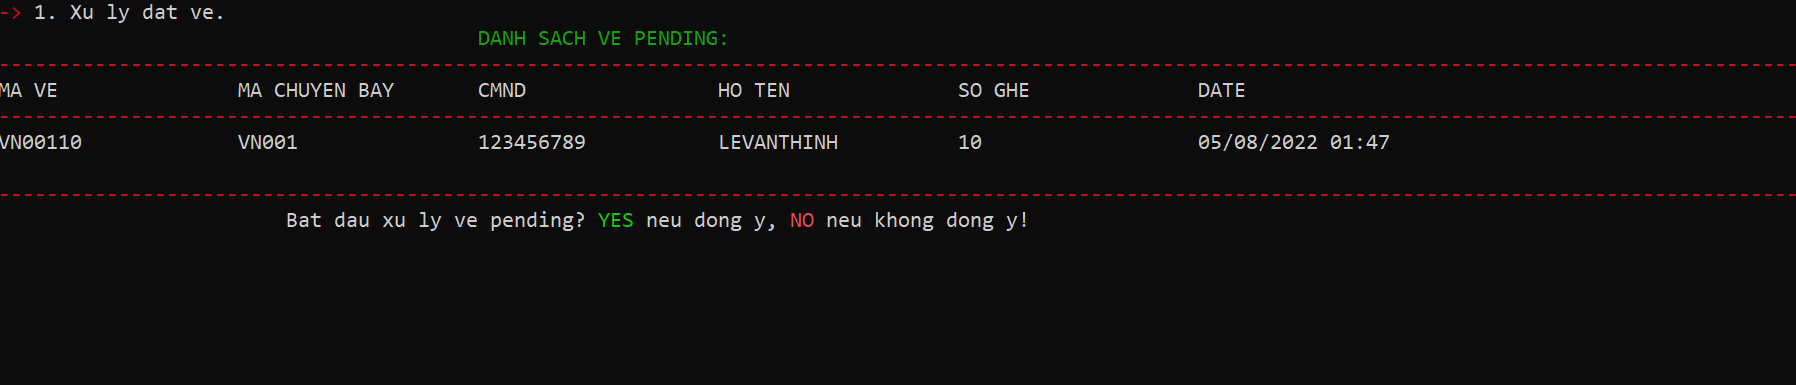 -> 1. Xu ly dat ve.
DANH SACH VE PENDING:
MA VE MA CHUYEN BAY CMND HO TEN SO GHE DATE
VN00110 VN001 123456789 LEVANTHINH 10 05/08/2022 01:47
Bat dau xu ly ve pending? YES neu dong y, NO neu khong dong y!